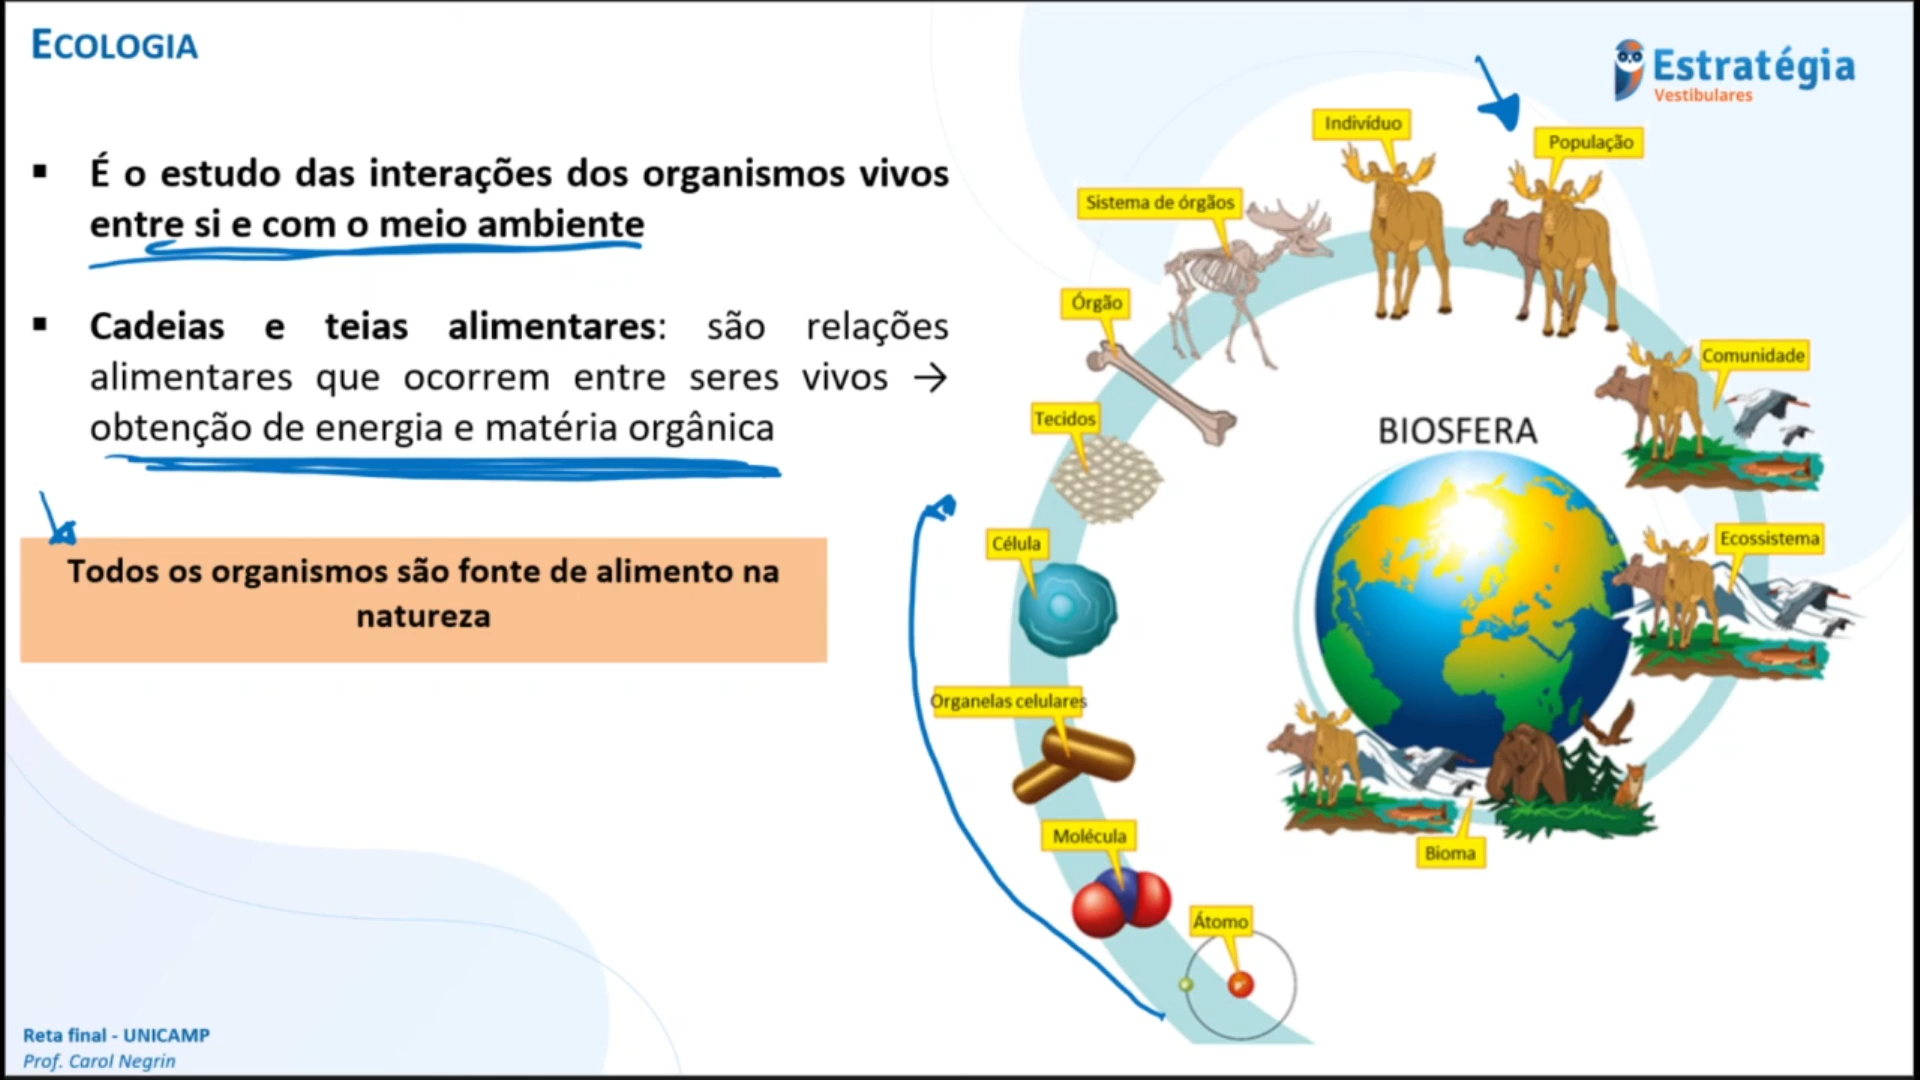 ECOLOGIA
Estratégia
Vestibulares
▪ É o estudo das interações dos organismos vivos
entre si e com o meio ambiente
▪ Cadeias e teias alimentares: são relações
alimentares que ocorrem entre seres vivos →
obtenção de energia e matéria orgânica
Todos os organismos são fonte de alimento na
natureza
Indivíduo
População
Sistema de órgãos
Órgão
Comunidade
Tecidos
BIOSFERA
Célula
Ecossistema
Organelas celulares
Molécula
Bioma
Átomo
Reta final - UNICAMP
Prof. Carol Negrin